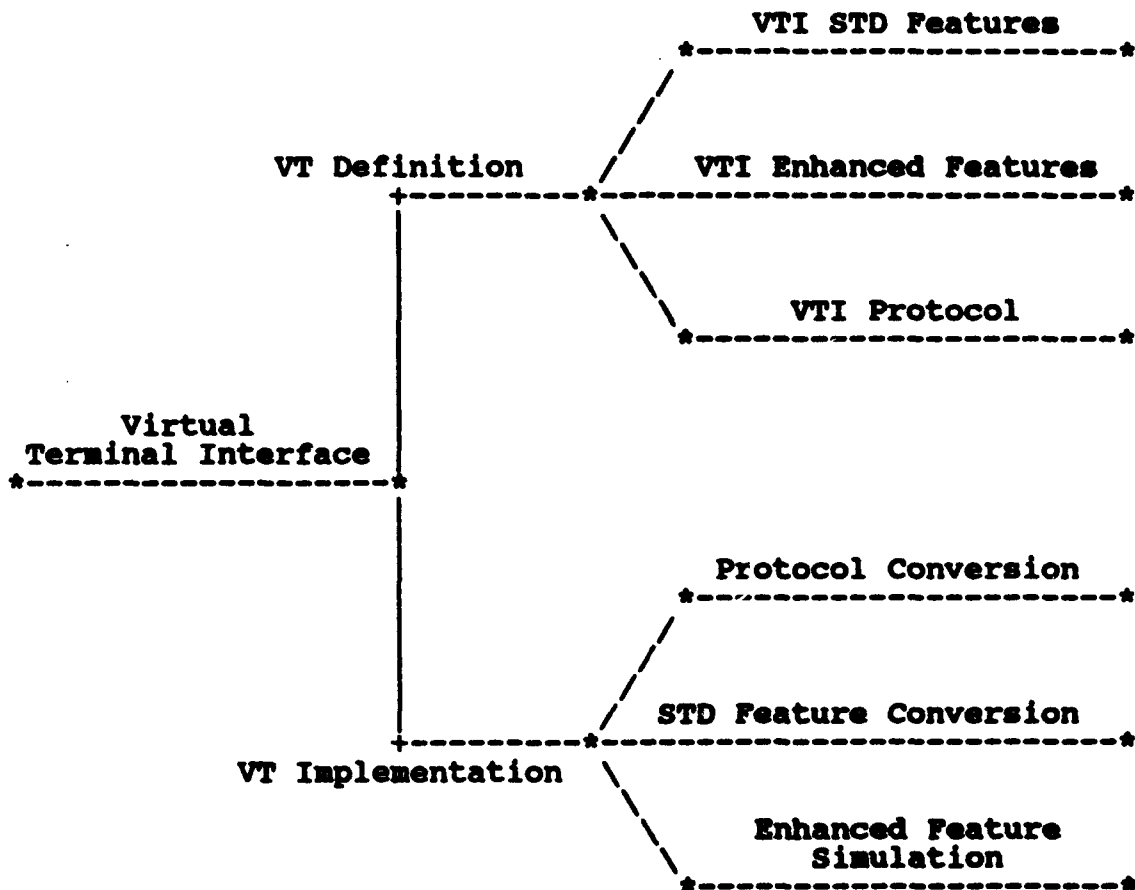 VTI STD Features
VT Definition
VTI Enhanced Features
VTI Protocol
Virtual
Terminal Interface
Protocol Conversion
STD Feature Conversion
VT Implementation
Enhanced Feature
Simulation